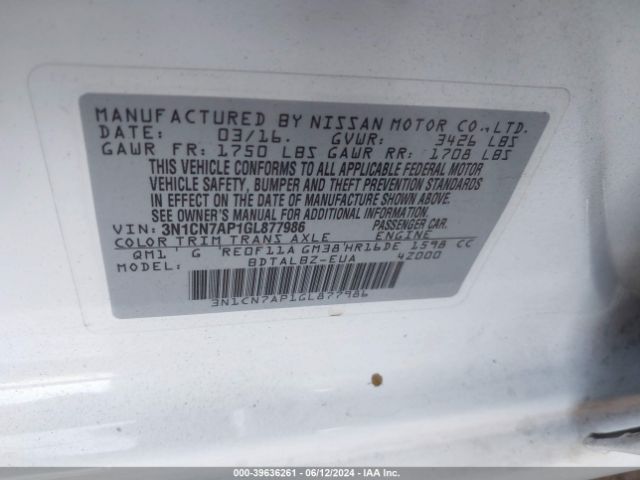 MANUFACTURED BY NISSAN MOTOR CO.,LTD.
DATE: 03/16. GVWR: 3426 LBS
GAWR FR: 1750 LBS GAWR RR: 1708 LBS
THIS VEHICLE CONFORMS TO ALL APPLICABLE FEDERAL MOTOR
VEHICLE SAFETY, BUMPER AND THEFT PREVENTION STANDARDS
IN EFFECT ON THE DATE OF MANUFACTURE SHOWN ABOVE.
SEE OWNER'S MANUAL FOR ADDITIONAL INFORMATION.
VIN: 3N1CN7AP1GL877986 PASSENGER CAR.
COLOR TRIM TRANS AXLE ENGINE
QM1 G RE0F11A GM38 HR16DE 1598 CC
MODEL: BDTALBZ-EUA 42000
3N1CN7AP1GL877986
000-39636261 - 06/12/2024 - IAA Inc.